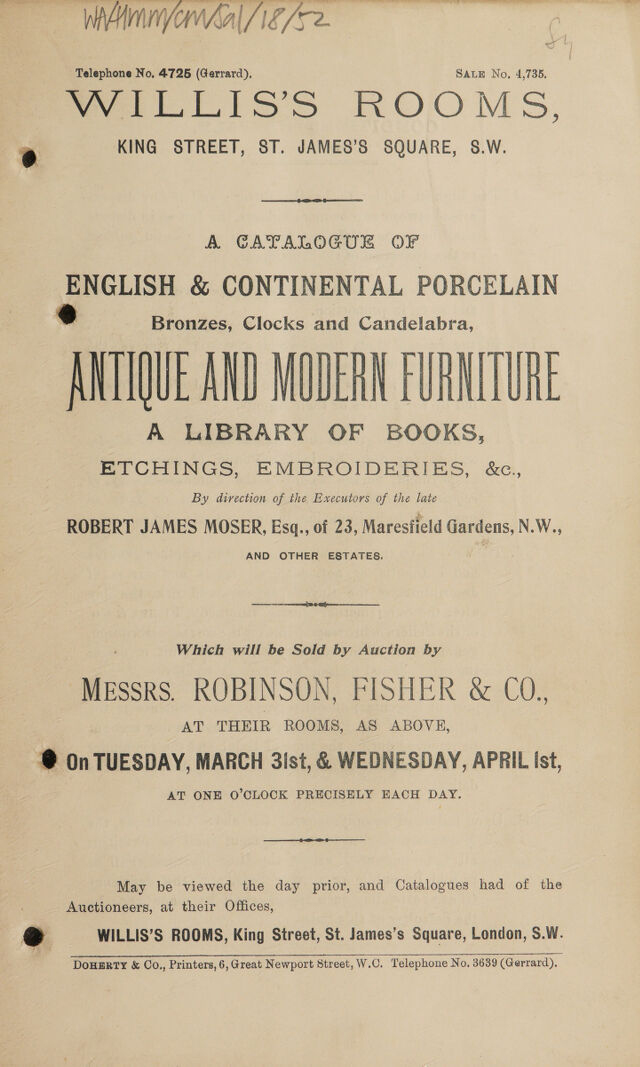 WA/HMM/CM/Sal/18/52
Telephone No. 4725 (Gerrard). SALE No. 4,735.
WILLIS'S ROOMS,
KING STREET, ST. JAMES'S SQUARE, S.W.
A CATALOGUE OF
ENGLISH & CONTINENTAL PORCELAIN
Bronzes, Clocks and Candelabra,
ANTIQUE AND MODERN FURNITURE
A LIBRARY OF BOOKS,
ETCHINGS, EMBROIDERIES, &c.,
By direction of the Executors of the late
ROBERT JAMES MOSER, Esq., of 23, Maresfield Gardens, N.W.,
AND OTHER ESTATES.
Which will be Sold by Auction by
MESSRS. ROBINSON, FISHER & CO.,
AT THEIR ROOMS, AS ABOVE,
On TUESDAY, MARCH 31st, & WEDNESDAY, APRIL 1st,
AT ONE O'CLOCK PRECISELY EACH DAY.
May be viewed the day prior, and Catalogues had of the
Auctioneers, at their Offices,
WILLIS'S ROOMS, King Street, St. James's Square, London, S.W.
DOHERTY & Co., Printers, 6, Great Newport Street, W.C. Telephone No. 3639 (Gerrard).